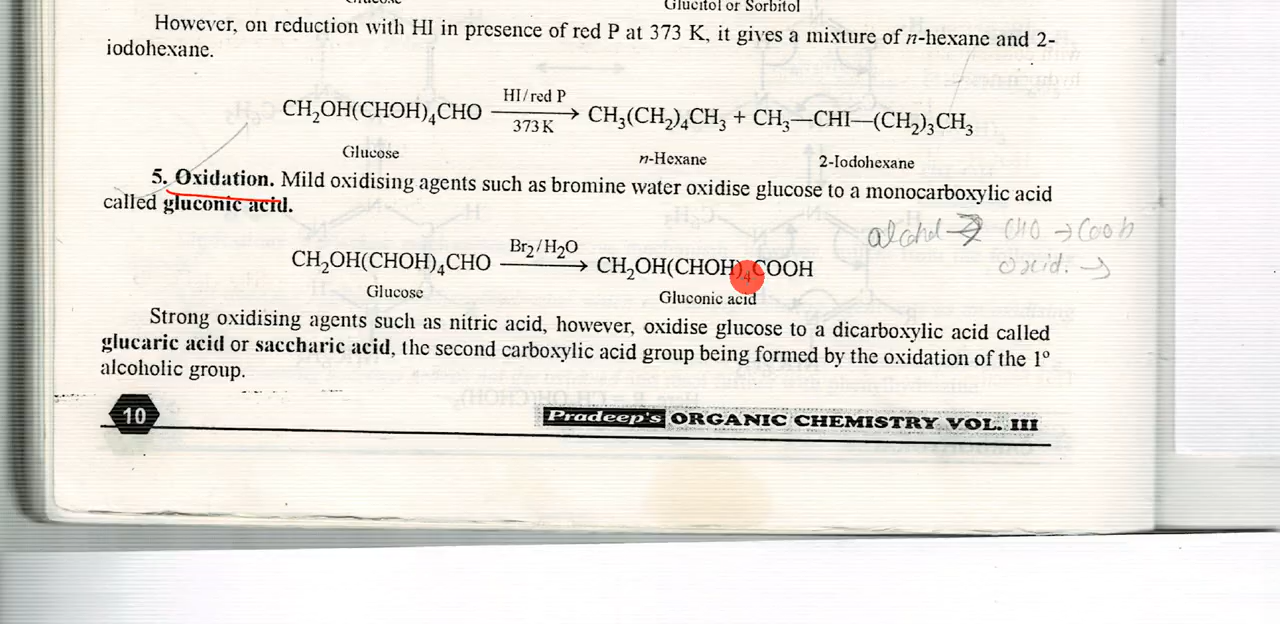 Glucitol or Sorbitol
However, on reduction with HI in presence of red P at 373 K, it gives a mixture of n-hexane and 2-
iodohexane.
CH₂OH(CHOH)₄CHO HI/red P 373 K → CH₃(CH₂)₄CH₃ + CH₃—CHI—(CH₂)₃CH₃
Glucose n-Hexane 2-Iodohexane
5. Oxidation. Mild oxidising agents such as bromine water oxidise glucose to a monocarboxylic acid
called gluconic acid.
alcohol → CHO → COOH
oxid. →
CH₂OH(CHOH)₄CHO Br₂/H₂O → CH₂OH(CHOH)₄COOH
Glucose Gluconic acid
Strong oxidising agents such as nitric acid, however, oxidise glucose to a dicarboxylic acid called
glucaric acid or saccharic acid, the second carboxylic acid group being formed by the oxidation of the 1º
alcoholic group.
10 Pradeep's ORGANIC CHEMISTRY VOL. III